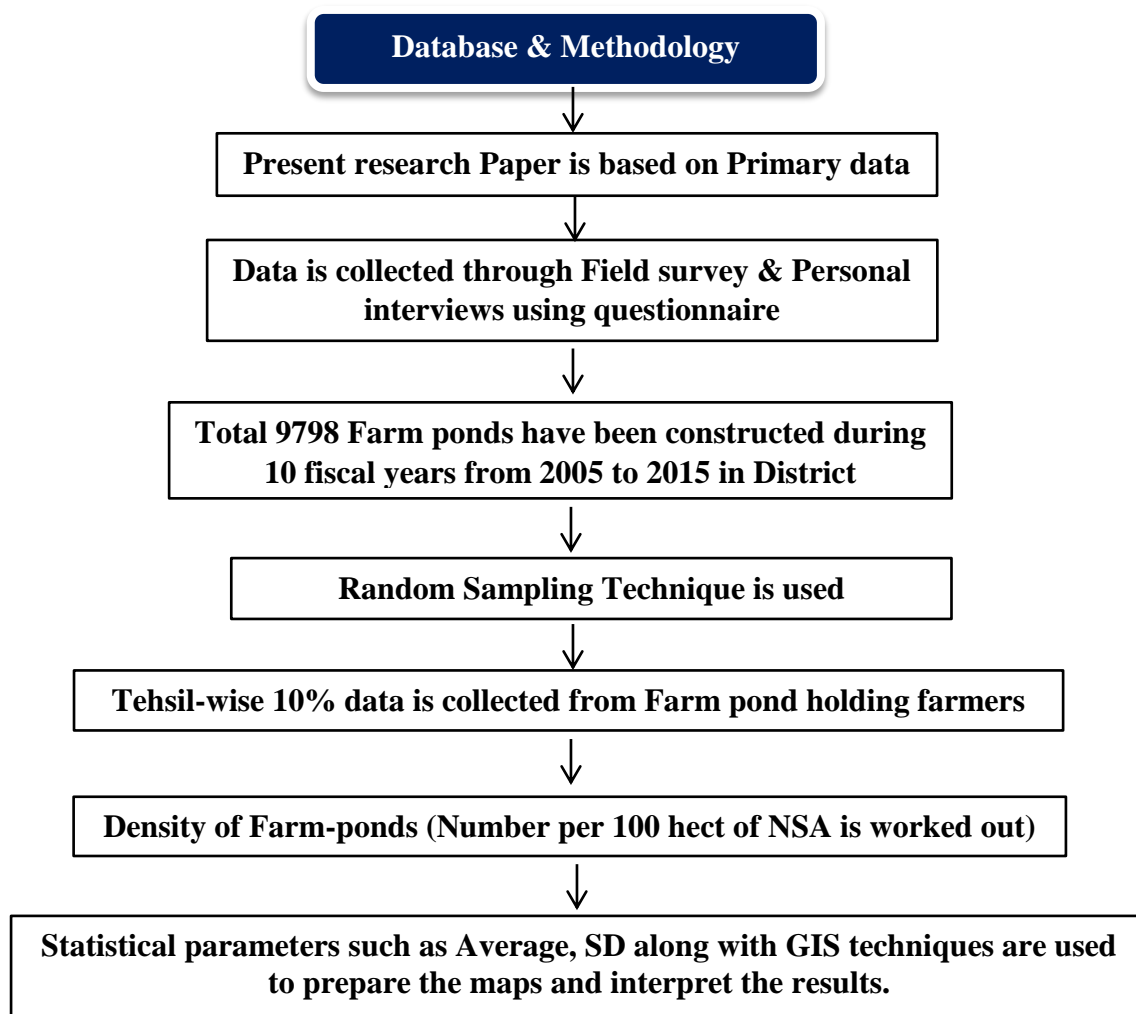 Database & Methodology
Present research Paper is based on Primary data
Data is collected through Field survey & Personal
interviews using questionnaire
Total 9798 Farm ponds have been constructed during
10 fiscal years from 2005 to 2015 in District
Random Sampling Technique is used
Tehsil-wise 10% data is collected from Farm pond holding farmers
Density of Farm-ponds (Number per 100 hect of NSA is worked out)
Statistical parameters such as Average, SD along with GIS techniques are used
to prepare the maps and interpret the results.